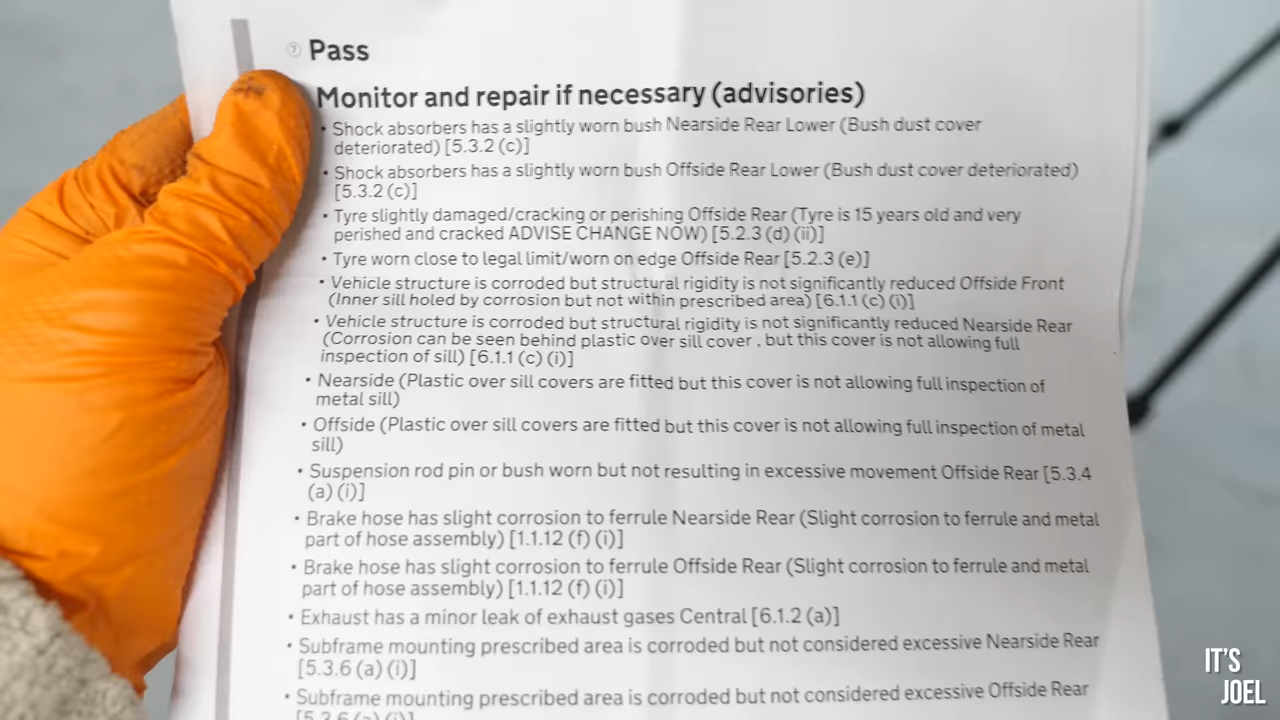 7 Pass
Monitor and repair if necessary (advisories)
• Shock absorbers has a slightly worn bush Nearside Rear Lower (Bush dust cover
deteriorated) [5.3.2 (c)]
• Shock absorbers has a slightly worn bush Offside Rear Lower (Bush dust cover deteriorated)
[5.3.2 (c)]
• Tyre slightly damaged/cracking or perishing Offside Rear (Tyre is 15 years old and very
perished and cracked ADVISE CHANGE NOW) [5.2.3 (d) (ii)]
• Tyre worn close to legal limit/worn on edge Offside Rear [5.2.3 (e)]
• Vehicle structure is corroded but structural rigidity is not significantly reduced Offside Front
(Inner sill holed by corrosion but not within prescribed area) [6.1.1 (c) (i)]
• Vehicle structure is corroded but structural rigidity is not significantly reduced Nearside Rear
(Corrosion can be seen behind plastic over sill cover , but this cover is not allowing full
inspection of sill) [6.1.1 (c) (i)]
• Nearside (Plastic over sill covers are fitted but this cover is not allowing full inspection of
metal sill)
• Offside (Plastic over sill covers are fitted but this cover is not allowing full inspection of metal
sill)
• Suspension rod pin or bush worn but not resulting in excessive movement Offside Rear [5.3.4
(a) (i)]
• Brake hose has slight corrosion to ferrule Nearside Rear (Slight corrosion to ferrule and metal
part of hose assembly) [1.1.12 (f) (i)]
• Brake hose has slight corrosion to ferrule Offside Rear (Slight corrosion to ferrule and metal
part of hose assembly) [1.1.12 (f) (i)]
• Exhaust has a minor leak of exhaust gases Central [6.1.2 (a)]
• Subframe mounting prescribed area is corroded but not considered excessive Nearside Rear
[5.3.6 (a) (i)]
• Subframe mounting prescribed area is corroded but not considered excessive Offside Rear
[5.3.6 (a) (i)]
IT'S
JOEL